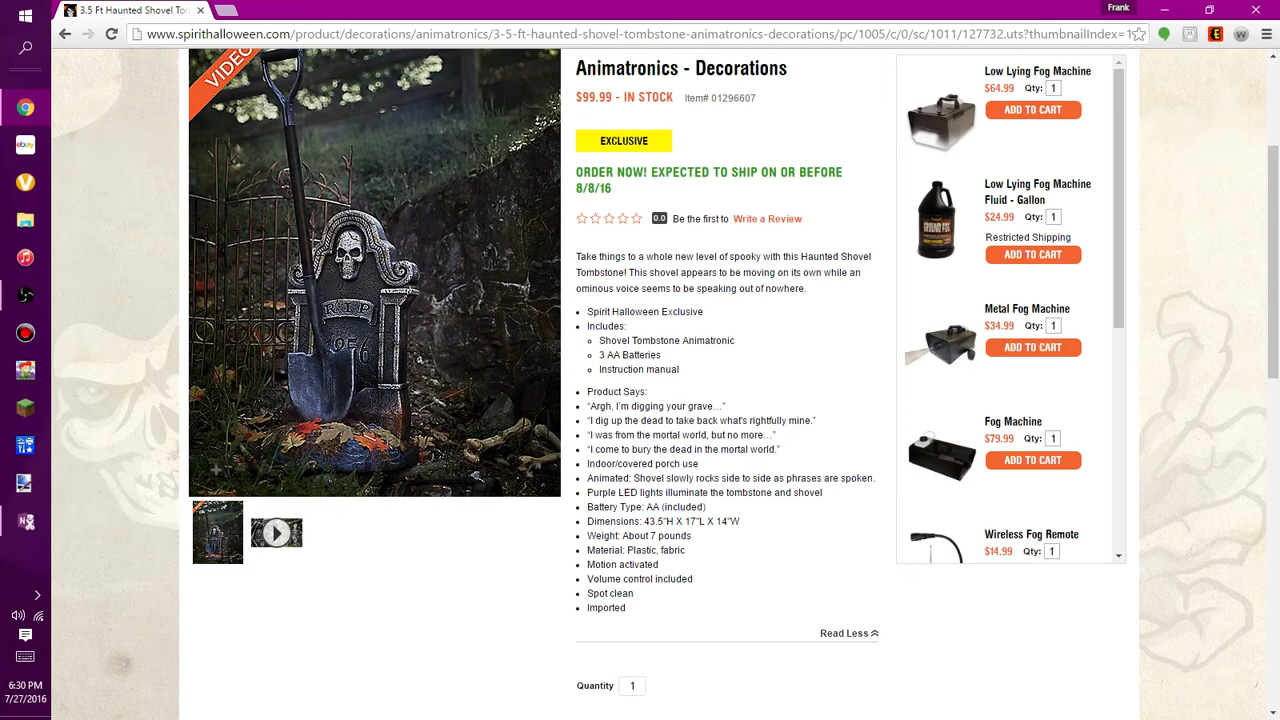 3.5 Ft Haunted Shovel Ton
Frank
www.spirithalloween.com/product/decorations/animatronics/3-5-ft-haunted-shovel-tombstone-animatronics-decorations/pc/1005/c/0/sc/1011/127732.uts?thumbnailIndex=1
VIDEO
RIP
Animatronics - Decorations
$99.99 - IN STOCK Item# 01296607
EXCLUSIVE
ORDER NOW! EXPECTED TO SHIP ON OR BEFORE
8/8/16
0.0 Be the first to Write a Review
Take things to a whole new level of spooky with this Haunted Shovel
Tombstone! This shovel appears to be moving on its own while an
ominous voice seems to be speaking out of nowhere.
Spirit Halloween Exclusive
Includes:
Shovel Tombstone Animatronic
3 AA Batteries
Instruction manual
Product Says:
“Argh, I’m digging your grave…”
“I dig up the dead to take back what's rightfully mine.”
“I was from the mortal world, but no more…”
“I come to bury the dead in the mortal world.”
Indoor/covered porch use
Animated: Shovel slowly rocks side to side as phrases are spoken.
Purple LED lights illuminate the tombstone and shovel
Battery Type: AA (included)
Dimensions: 43.5"H X 17"L X 14"W
Weight: About 7 pounds
Material: Plastic, fabric
Motion activated
Volume control included
Spot clean
Imported
Read Less
Quantity 1
Low Lying Fog Machine
$64.99 Qty: 1
ADD TO CART
Low Lying Fog Machine
Fluid - Gallon
$24.99 Qty: 1
Restricted Shipping
ADD TO CART
GROUND FOG
Metal Fog Machine
$34.99 Qty: 1
ADD TO CART
Fog Machine
$79.99 Qty: 1
ADD TO CART
Wireless Fog Remote
$14.99 Qty: 1
ebay
6:30 PM
7/27/2016